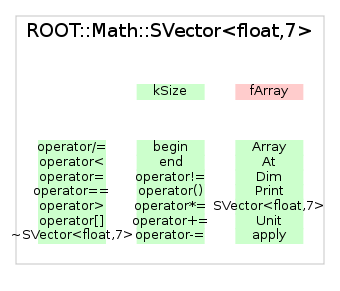 ROOT::Math::SVector<float,7>
kSize fArray
operator/= begin Array
operator< end At
operator= operator!= Dim
operator== operator() Print
operator> operator*= SVector<float,7>
operator[] operator+= Unit
~SVector<float,7> operator-= apply